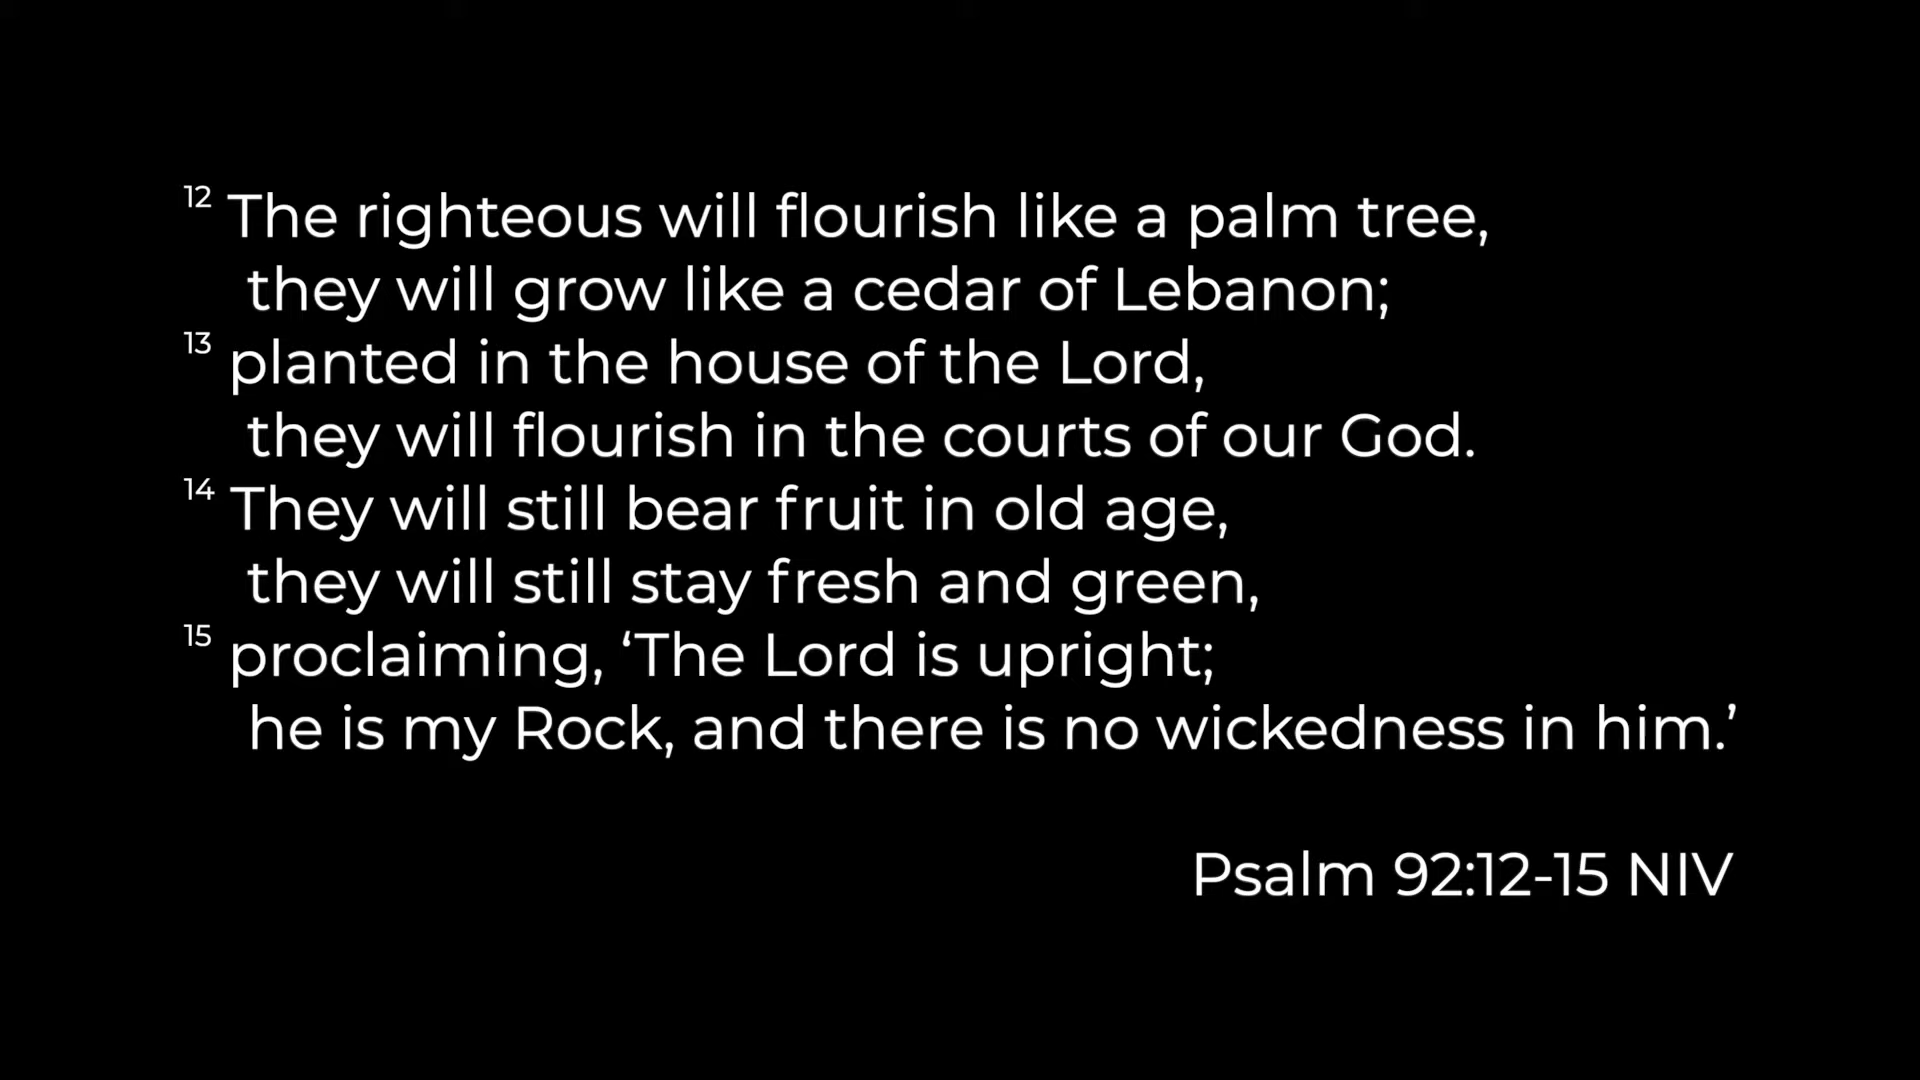 12 The righteous will flourish like a palm tree,
they will grow like a cedar of Lebanon;
13 planted in the house of the Lord,
they will flourish in the courts of our God.
14 They will still bear fruit in old age,
they will still stay fresh and green,
15 proclaiming, ‘The Lord is upright;
he is my Rock, and there is no wickedness in him.’
Psalm 92:12-15 NIV